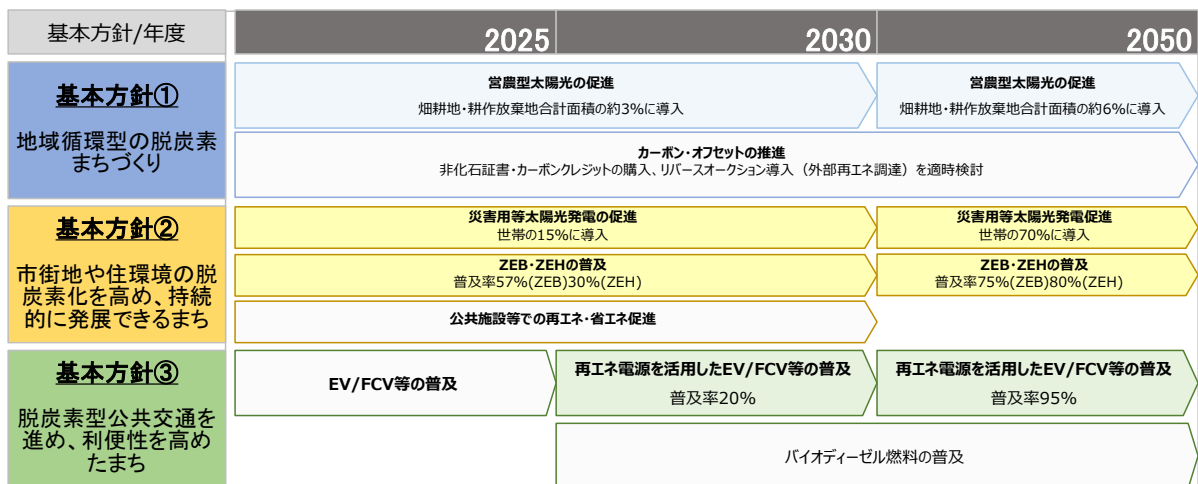 基本方針/年度
2025
2030
2050
基本方針①
地域循環型の脱炭素
まちづくり
営農型太陽光の促進
畑耕地・耕作放棄地合計面積の約3%に導入
営農型太陽光の促進
畑耕地・耕作放棄地合計面積の約6%に導入
カーボン・オフセットの推進
非化石証書・カーボンクレジットの購入、リバースオークション導入（外部再エネ調達）を適時検討
基本方針②
市街地や住環境の脱
炭素化を高め、持続
的に発展できるまち
災害用等太陽光発電の促進
世帯の15%に導入
災害用等太陽光発電促進
世帯の70%に導入
ZEB・ZEHの普及
普及率57%(ZEB)30%(ZEH)
ZEB・ZEHの普及
普及率75%(ZEB)80%(ZEH)
公共施設等での再エネ・省エネ促進
基本方針③
脱炭素型公共交通を
進め、利便性を高め
たまち
EV/FCV等の普及
再エネ電源を活用したEV/FCV等の普及
普及率20%
再エネ電源を活用したEV/FCV等の普及
普及率95%
バイオディーゼル燃料の普及